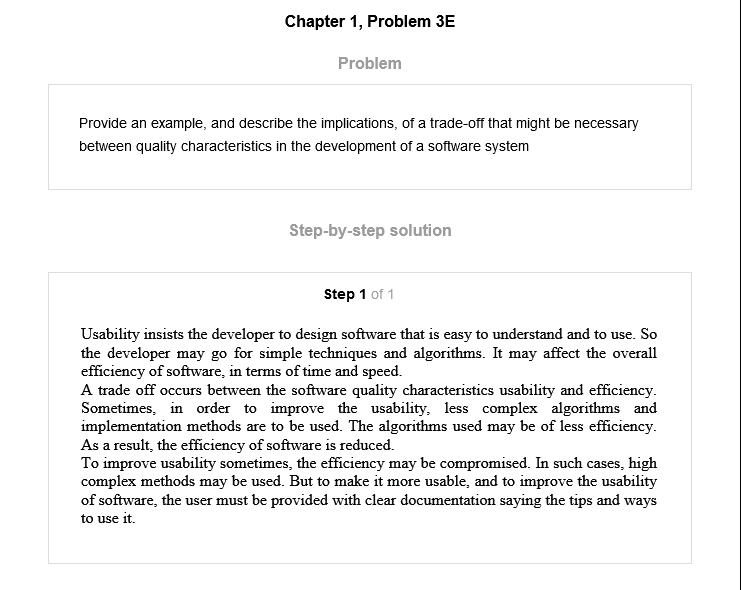 Chapter 1, Problem 3E
Problem
Provide an example, and describe the implications, of a trade-off that might be necessary
between quality characteristics in the development of a software system
Step-by-step solution
Step 1 of 1
Usability insists the developer to design software that is easy to understand and to use. So
the developer may go for simple techniques and algorithms. It may affect the overall
efficiency of software, in terms of time and speed.
A trade off occurs between the software quality characteristics usability and efficiency.
Sometimes, in order to improve the usability, less complex algorithms and
implementation methods are to be used. The algorithms used may be of less efficiency.
As a result, the efficiency of software is reduced.
To improve usability sometimes, the efficiency may be compromised. In such cases, high
complex methods may be used. But to make it more usable, and to improve the usability
of software, the user must be provided with clear documentation saying the tips and ways
to use it.